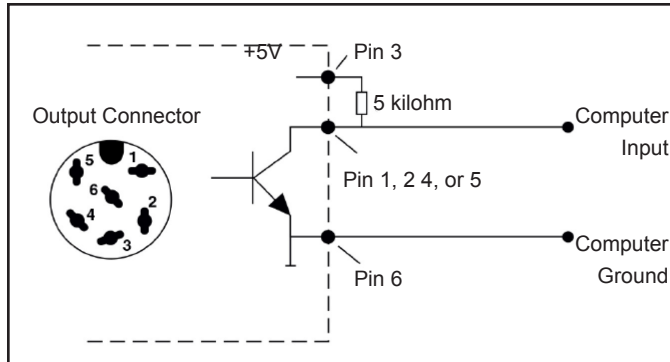 +5V
Pin 3
5 kilohm
Output Connector
Computer
Input
Pin 1, 2 4, or 5
5
1
6
4
2
3
Computer
Ground
Pin 6